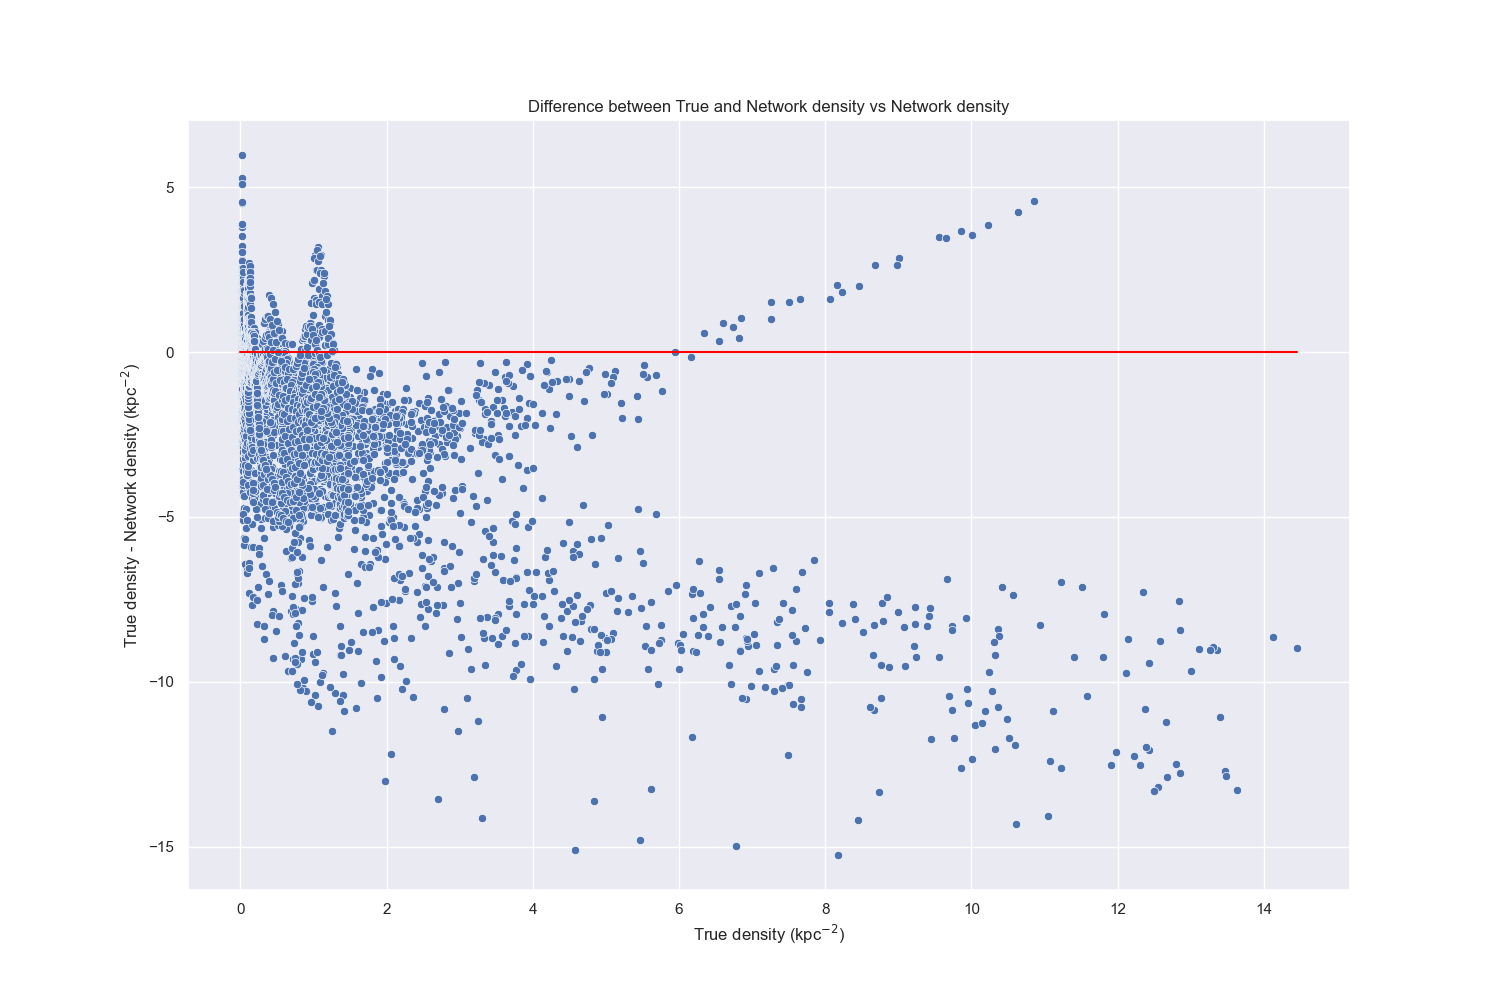 Difference between True and Network density vs Network density
True density - Network density (kpc⁻²)
5
0
−5
−10
−15
0 2 4 6 8 10 12 14
True density (kpc⁻²)